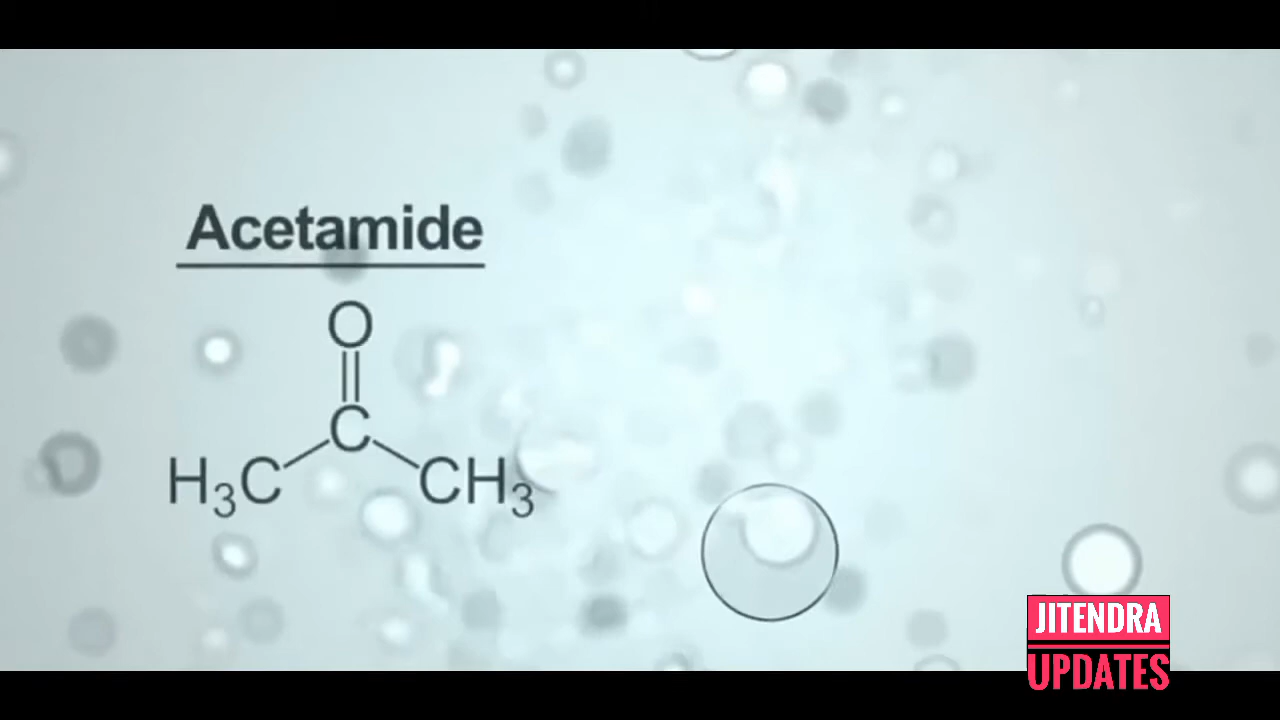 Acetamide
O
C
H₃C CH₃
JITENDRA
UPDATES